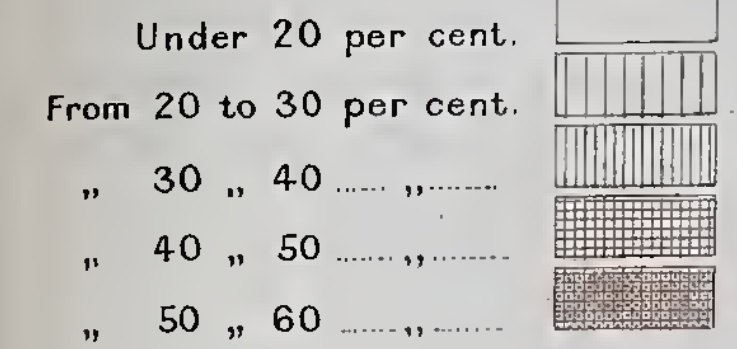 Under 20 per cent.
From 20 to 30 per cent.
„ 30 „ 40 ...... ,, ........
„ 40 „ 50 ....... ,, .........
„ 50 „ 60 ....... ,, ........